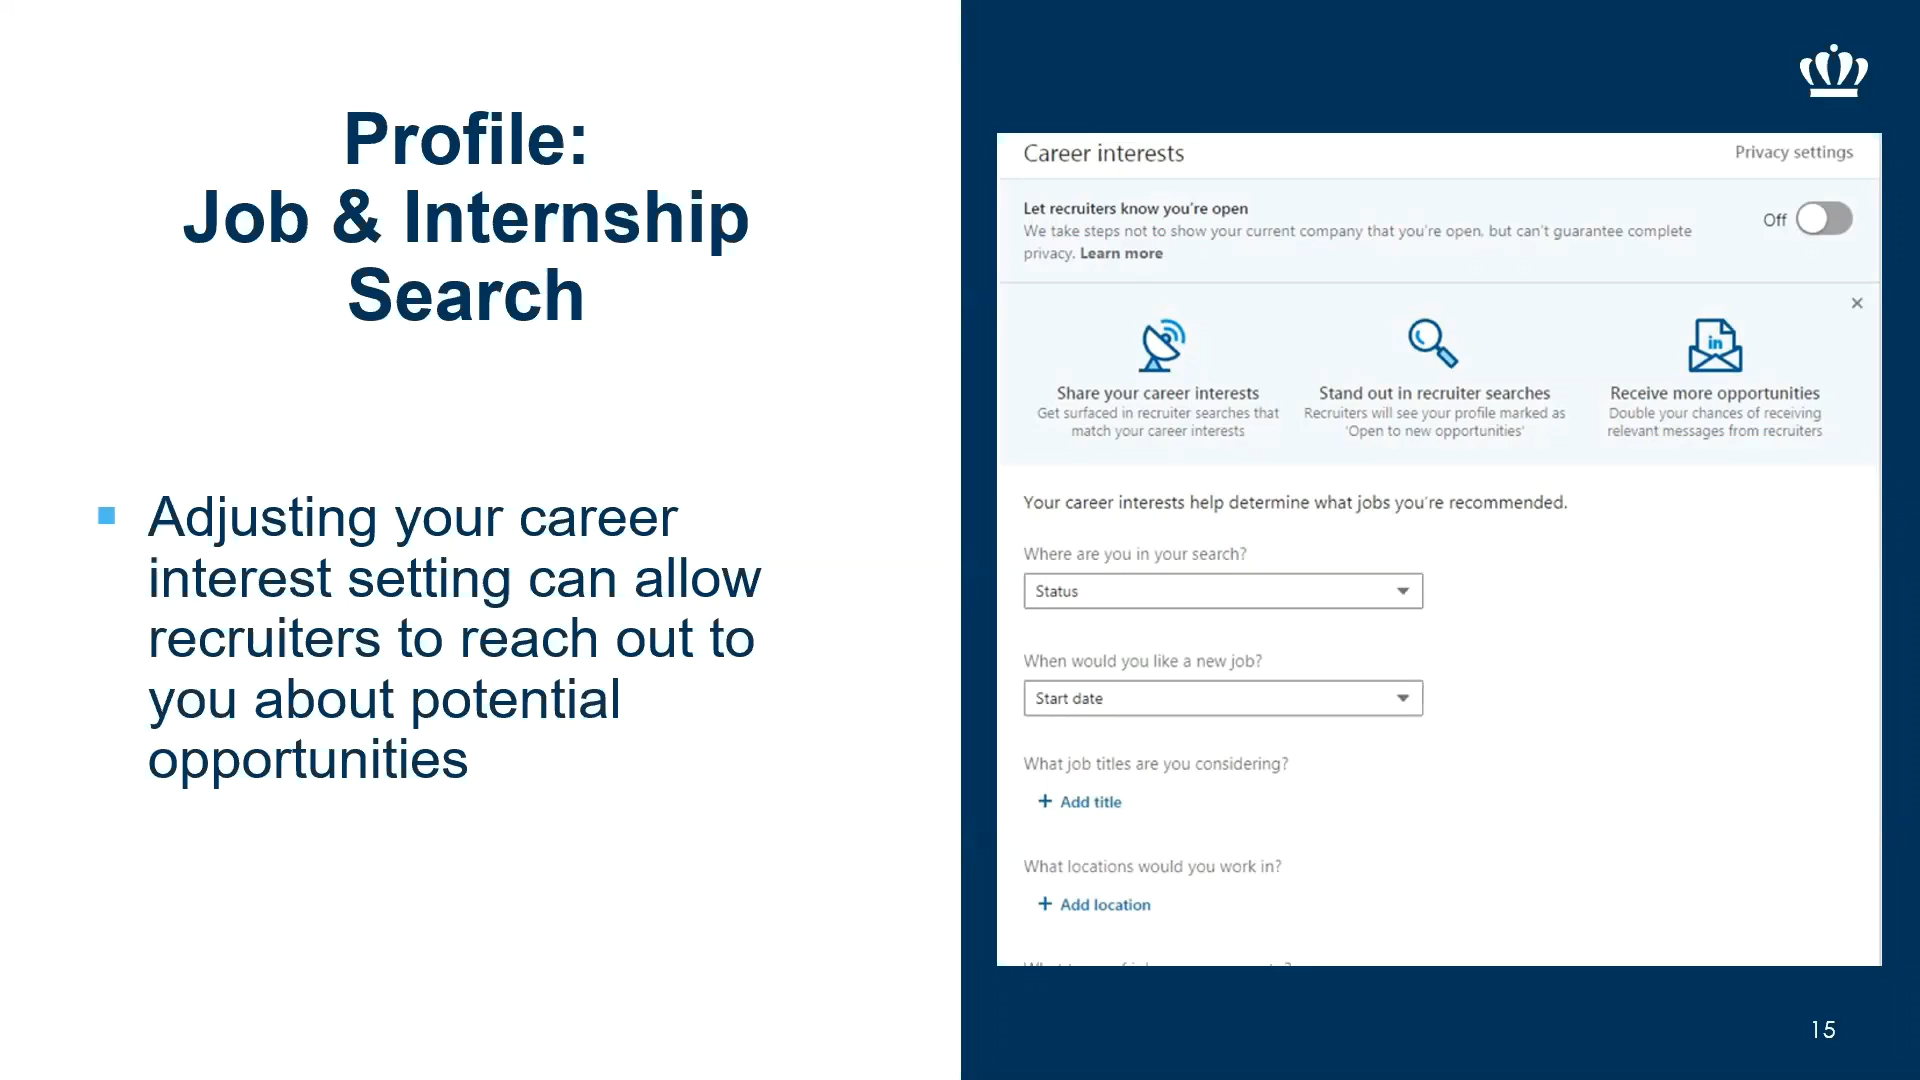 Profile:
Job & Internship
Search
Adjusting your career
interest setting can allow
recruiters to reach out to
you about potential
opportunities
Career interests
Privacy settings
Let recruiters know you're open
We take steps not to show your current company that you're open, but can't guarantee complete
privacy. Learn more
Off
Share your career interests
Get surfaced in recruiter searches that
match your career interests
Stand out in recruiter searches
Recruiters will see your profile marked as
'Open to new opportunities'
in
Receive more opportunities
Double your chances of receiving
relevant messages from recruiters
Your career interests help determine what jobs you're recommended.
Where are you in your search?
Status
When would you like a new job?
Start date
What job titles are you considering?
+ Add title
What locations would you work in?
+ Add location
15